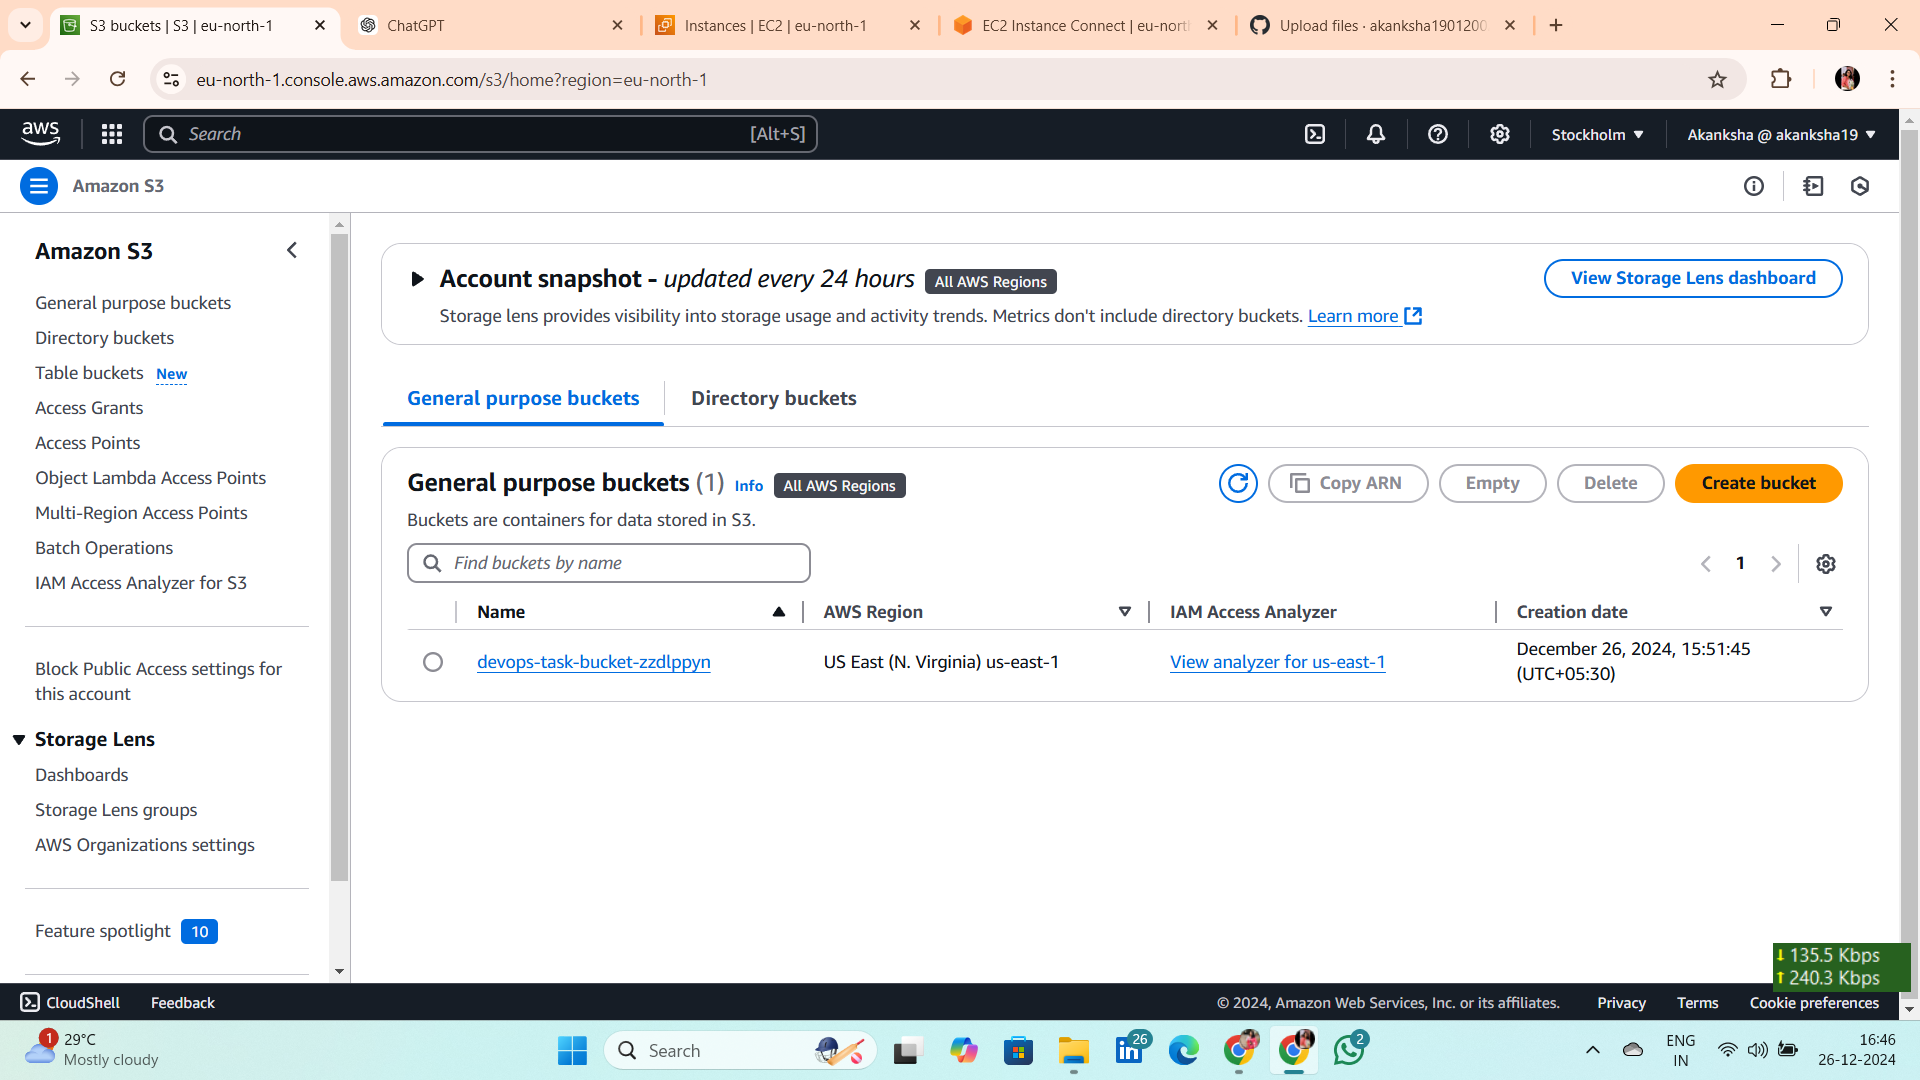 S3 buckets | S3 | eu-north-1
ChatGPT
Instances | EC2 | eu-north-1
EC2 Instance Connect | eu-north
Upload files · akanksha1901200
eu-north-1.console.aws.amazon.com/s3/home?region=eu-north-1
aws
Search
[Alt+S]
Stockholm
Akanksha @ akanksha19
Amazon S3
Amazon S3
General purpose buckets
Directory buckets
Table buckets New
Access Grants
Access Points
Object Lambda Access Points
Multi-Region Access Points
Batch Operations
IAM Access Analyzer for S3
Block Public Access settings for
this account
Storage Lens
Dashboards
Storage Lens groups
AWS Organizations settings
Feature spotlight 10
Account snapshot - updated every 24 hours All AWS Regions
View Storage Lens dashboard
Storage lens provides visibility into storage usage and activity trends. Metrics don't include directory buckets. Learn more
General purpose buckets
Directory buckets
General purpose buckets (1) Info All AWS Regions
Copy ARN
Empty
Delete
Create bucket
Buckets are containers for data stored in S3.
Find buckets by name
1
Name
AWS Region
IAM Access Analyzer
Creation date
devops-task-bucket-zzdlppyn
US East (N. Virginia) us-east-1
View analyzer for us-east-1
December 26, 2024, 15:51:45
(UTC+05:30)
135.5 Kbps
240.3 Kbps
CloudShell
Feedback
© 2024, Amazon Web Services, Inc. or its affiliates.
Privacy
Terms
Cookie preferences
1
29°C
Mostly cloudy
Search
26
2
ENG
IN
16:46
26-12-2024